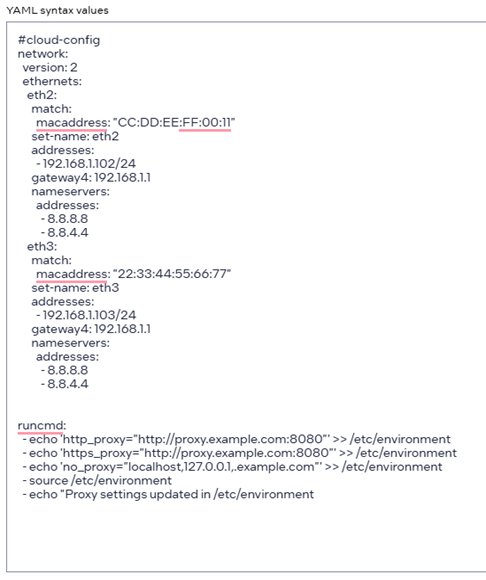 YAML syntax values
#cloud-config
network:
version: 2
ethernets:
eth2:
match:
macaddress: "CC:DD:EE:FF:00:11"
set-name: eth2
addresses:
- 192.168.1.102/24
gateway4: 192.168.1.1
nameservers:
addresses:
- 8.8.8.8
- 8.8.4.4
eth3:
match:
macaddress: "22:33:44:55:66:77"
set-name: eth3
addresses:
- 192.168.1.103/24
gateway4: 192.168.1.1
nameservers:
addresses:
- 8.8.8.8
- 8.8.4.4
runcmd:
- echo 'http_proxy="http://proxy.example.com:8080"' >> /etc/environment
- echo 'https_proxy="http://proxy.example.com:8080"' >> /etc/environment
- echo 'no_proxy="localhost,127.0.0.1,.example.com"' >> /etc/environment
- source /etc/environment
- echo "Proxy settings updated in /etc/environment